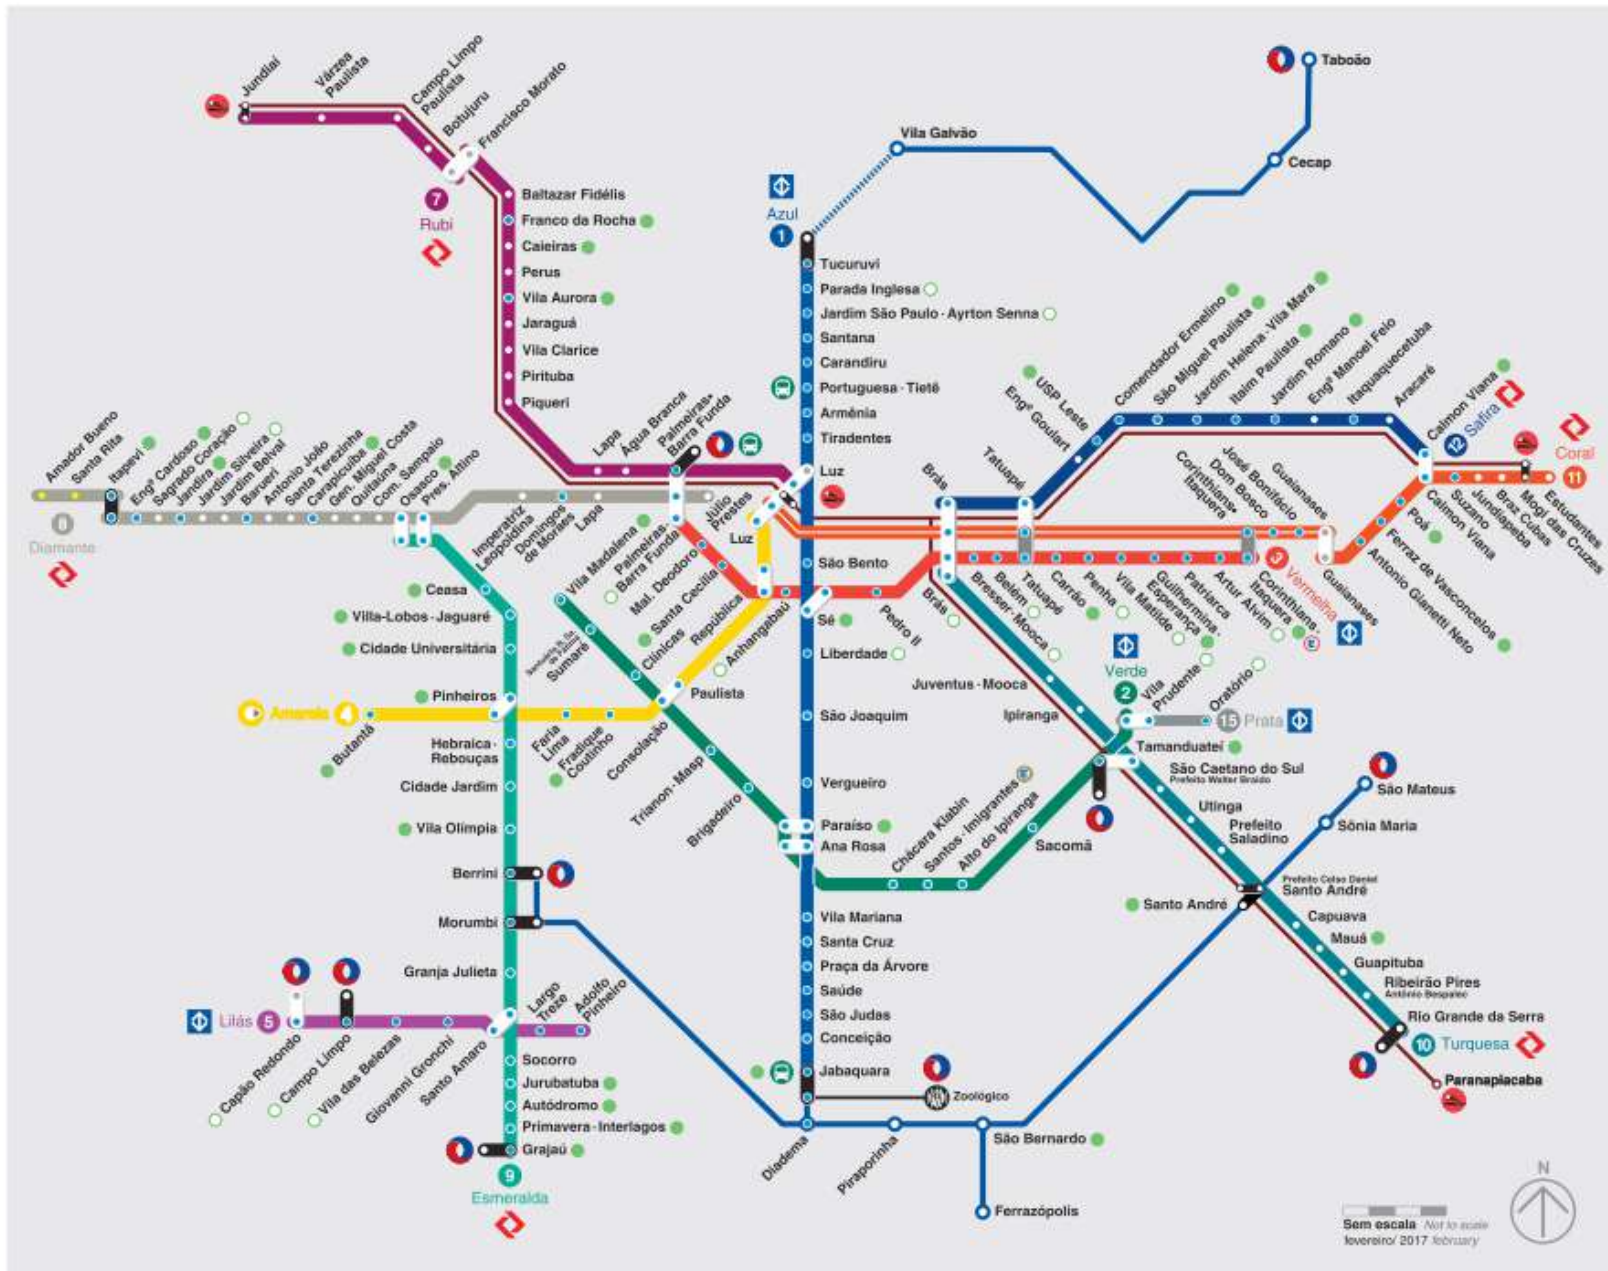 Jundiaí
Várzea
Paulista
Campo Limpo
Paulista
Botujuru
Francisco Morato
7
Rubi
Baltazar Fidélis
Franco da Rocha
Caieiras
Perus
Vila Aurora
Jaraguá
Vila Clarice
Pirituba
Piqueri
Lapa
Água Branca
Palmeiras-
Barra Funda
Luz
Taboão
Cecap
Vila Galvão
Azul
1
Tucuruvi
Parada Inglesa
Jardim São Paulo - Ayrton Senna
Santana
Carandiru
Portuguesa - Tietê
Armênia
Tiradentes
São Bento
Sé
Liberdade
São Joaquim
Vergueiro
Paraíso
Ana Rosa
Vila Mariana
Santa Cruz
Praça da Árvore
Saúde
São Judas
Conceição
Jabaquara
Zoológico
Amador Bueno
Santa Rita
Itapevi
Engº Cardoso
Sagrado Coração
Jandira
Jardim Silveira
Jardim Belval
Barueri
Antonio João
Santa Terezinha
Carapicuíba
Gen. Miguel Costa
Quitaúna
Com. Sampaio
Osasco
Pres. Altino
Imperatriz
Leopoldina
Domingos
de Moraes
Lapa
Júlio
Prestes
8
Diamante
Ceasa
Villa-Lobos - Jaguaré
Cidade Universitária
Pinheiros
Hebraica -
Rebouças
Cidade Jardim
Vila Olímpia
Berrini
Morumbi
Granja Julieta
Santo Amaro
Socorro
Jurubatuba
Autódromo
Primavera - Interlagos
Grajaú
9
Esmeralda
Amarela 4
Butantã
Faria
Lima
Fradique
Coutinho
Paulista
República
Luz
Vila Madalena
Sumaré
Clínicas
Consolação
Trianon - Masp
Brigadeiro
Chácara Klabin
Santos - Imigrantes
Alto do Ipiranga
Sacomã
Tamanduateí
Vila
Prudente
Verde
2
Oratório
15 Prata
Palmeiras-
Barra Funda
Mal. Deodoro
Santa Cecília
Anhangabaú
Pedro II
Brás
Bresser - Mooca
Belém
Tatuapé
Carrão
Penha
Vila Matilde
Guilhermina -
Esperança
Patriarca
Artur Alvim
Corinthians -
Itaquera
3 Vermelha
Brás
Tatuapé
Engº Goulart
USP Leste
Comendador Ermelino
São Miguel Paulista
Jardim Helena - Vila Mara
Itaim Paulista
Jardim Romano
Engº Manoel Feio
Itaquaquecetuba
Aracaré
Calmon Viana
12 Safira
Corinthians-
Itaquera
Dom Bosco
José Bonifácio
Guaianases
Guaianases
Antonio Gianetti Neto
Ferraz de Vasconcelos
Poá
Calmon Viana
Suzano
Jundiapeba
Braz Cubas
Mogi das Cruzes
Estudantes
Coral
11
Juventus - Mooca
Ipiranga
São Caetano do Sul
Prefeito Walter Braido
Utinga
Prefeito
Saladino
Prefeito Celso Daniel
Santo André
Santo André
Capuava
Mauá
Guapituba
Ribeirão Pires
Antônio Bespalec
Rio Grande da Serra
10 Turquesa
Paranapiacaba
São Mateus
Sônia Maria
Lilás 5
Capão Redondo
Campo Limpo
Vila das Belezas
Giovanni Gronchi
Largo
Treze
Adolfo
Pinheiro
Diadema
Piraporinha
São Bernardo
Ferrazópolis
N
Sem escala Not to scale
fevereiro/ 2017 february